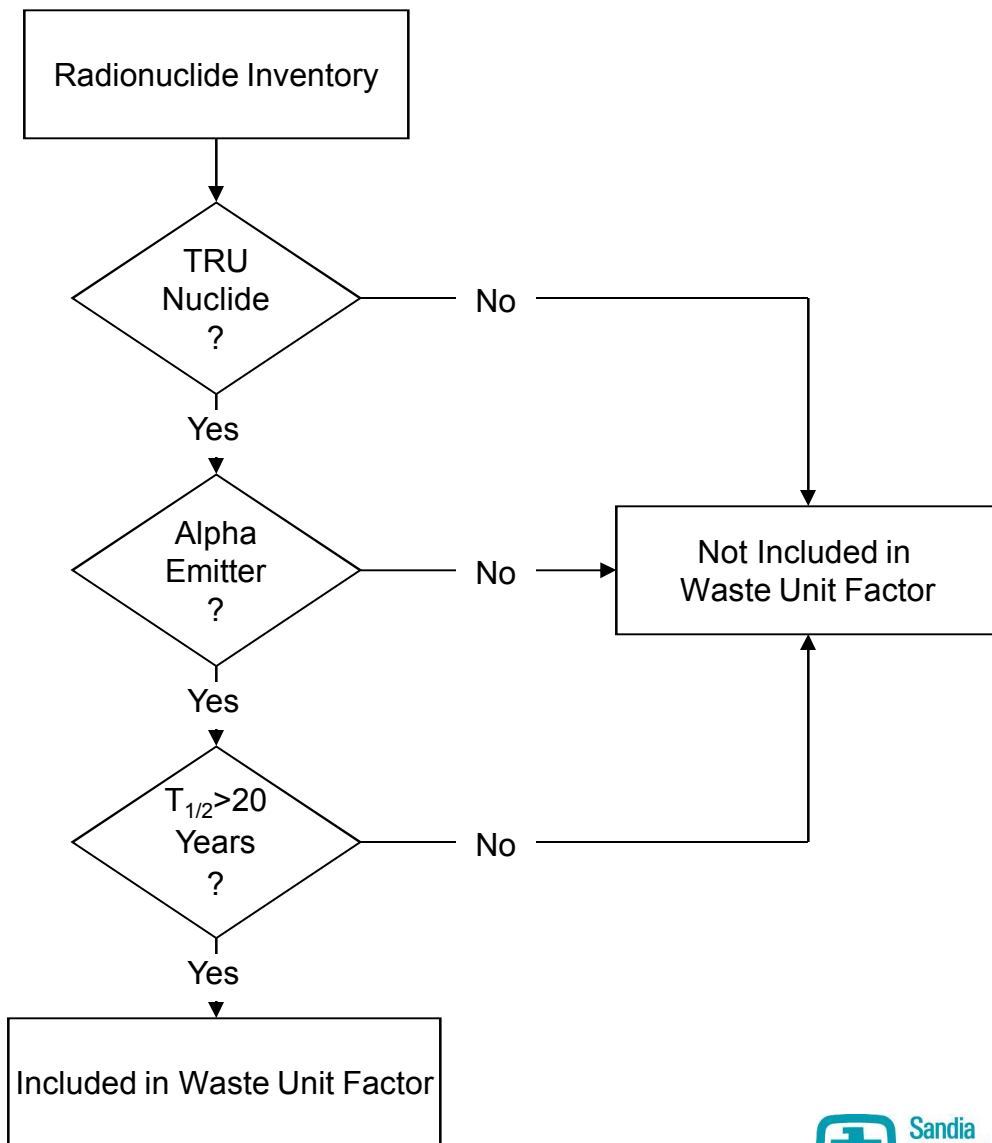 Radionuclide Inventory
TRU
Nuclide
?
No
Yes
Alpha
Emitter
?
No
Not Included in
Waste Unit Factor
Yes
T1/2>20
Years
?
No
Yes
Included in Waste Unit Factor
Sandia